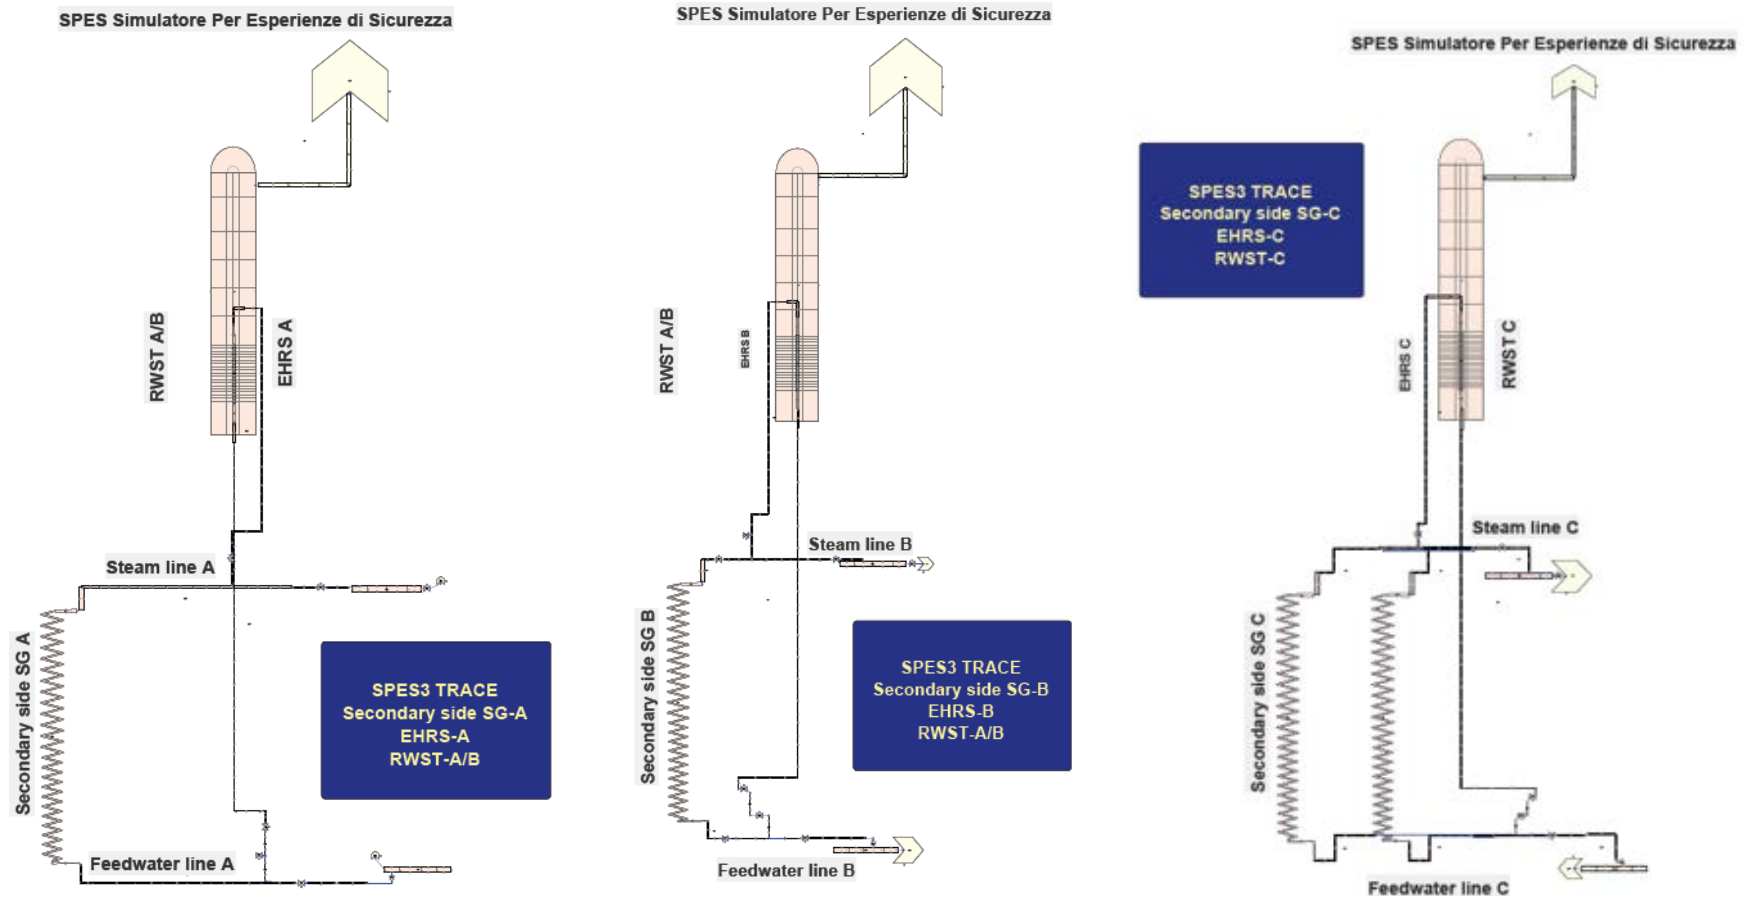 SPES Simulatore Per Esperienze di Sicurezza
RWST A/B
EHRS A
Steam line A
Secondary side SG A
SPES3 TRACE
Secondary side SG-A
EHRS-A
RWST-A/B
Feedwater line A
SPES Simulatore Per Esperienze di Sicurezza
RWST A/B
EHRS B
Steam line B
Secondary side SG B
SPES3 TRACE
Secondary side SG-B
EHRS-B
RWST-A/B
Feedwater line B
SPES Simulatore Per Esperienze di Sicurezza
SPES3 TRACE
Secondary side SG-C
EHRS-C
RWST-C
EHRS C
RWST C
Steam line C
Secondary side SG C
Feedwater line C